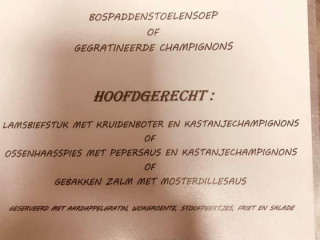 BOSPADDENSTOELENSOEP
OF
GEGRATINEERDE CHAMPIGNONS
HOOFDGERECHT:
LAMSBIEFSTUK MET KRUIDENBOTER EN KASTANJECHAMPIGNONS
OF
OSSENHAASSPIES MET PEPERSAUS EN KASTANJECHAMPIGNONS
OF
GEBAKKEN ZALM MET MOSTERDILLESAUS
GESERVEERD MET AARDAPPELGRATIN, WOKGROENTE, STOOFPEERTJES, FRIET EN SALADE